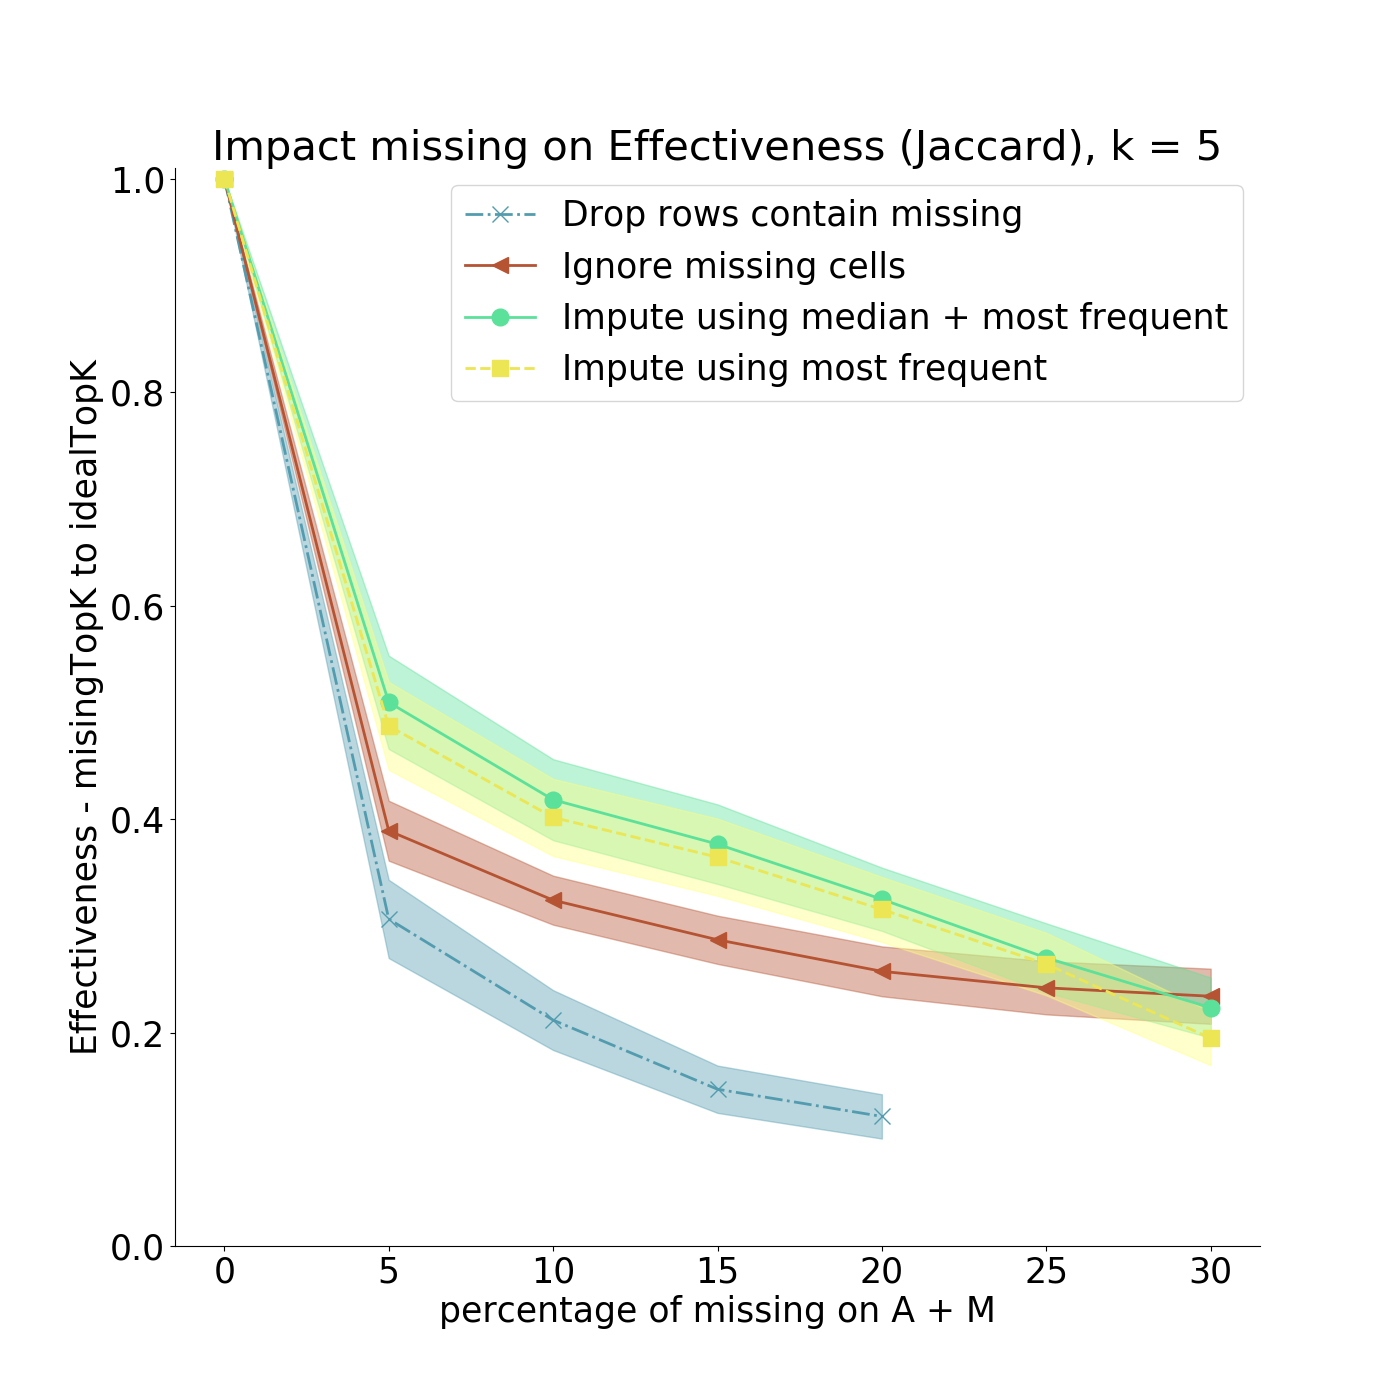 Impact missing on Effectiveness (Jaccard), k = 5
Drop rows contain missing
Ignore missing cells
Impute using median + most frequent
Impute using most frequent
Effectiveness - misingTopK to idealTopK
1.0
0.8
0.6
0.4
0.2
0.0
0 5 10 15 20 25 30
percentage of missing on A + M